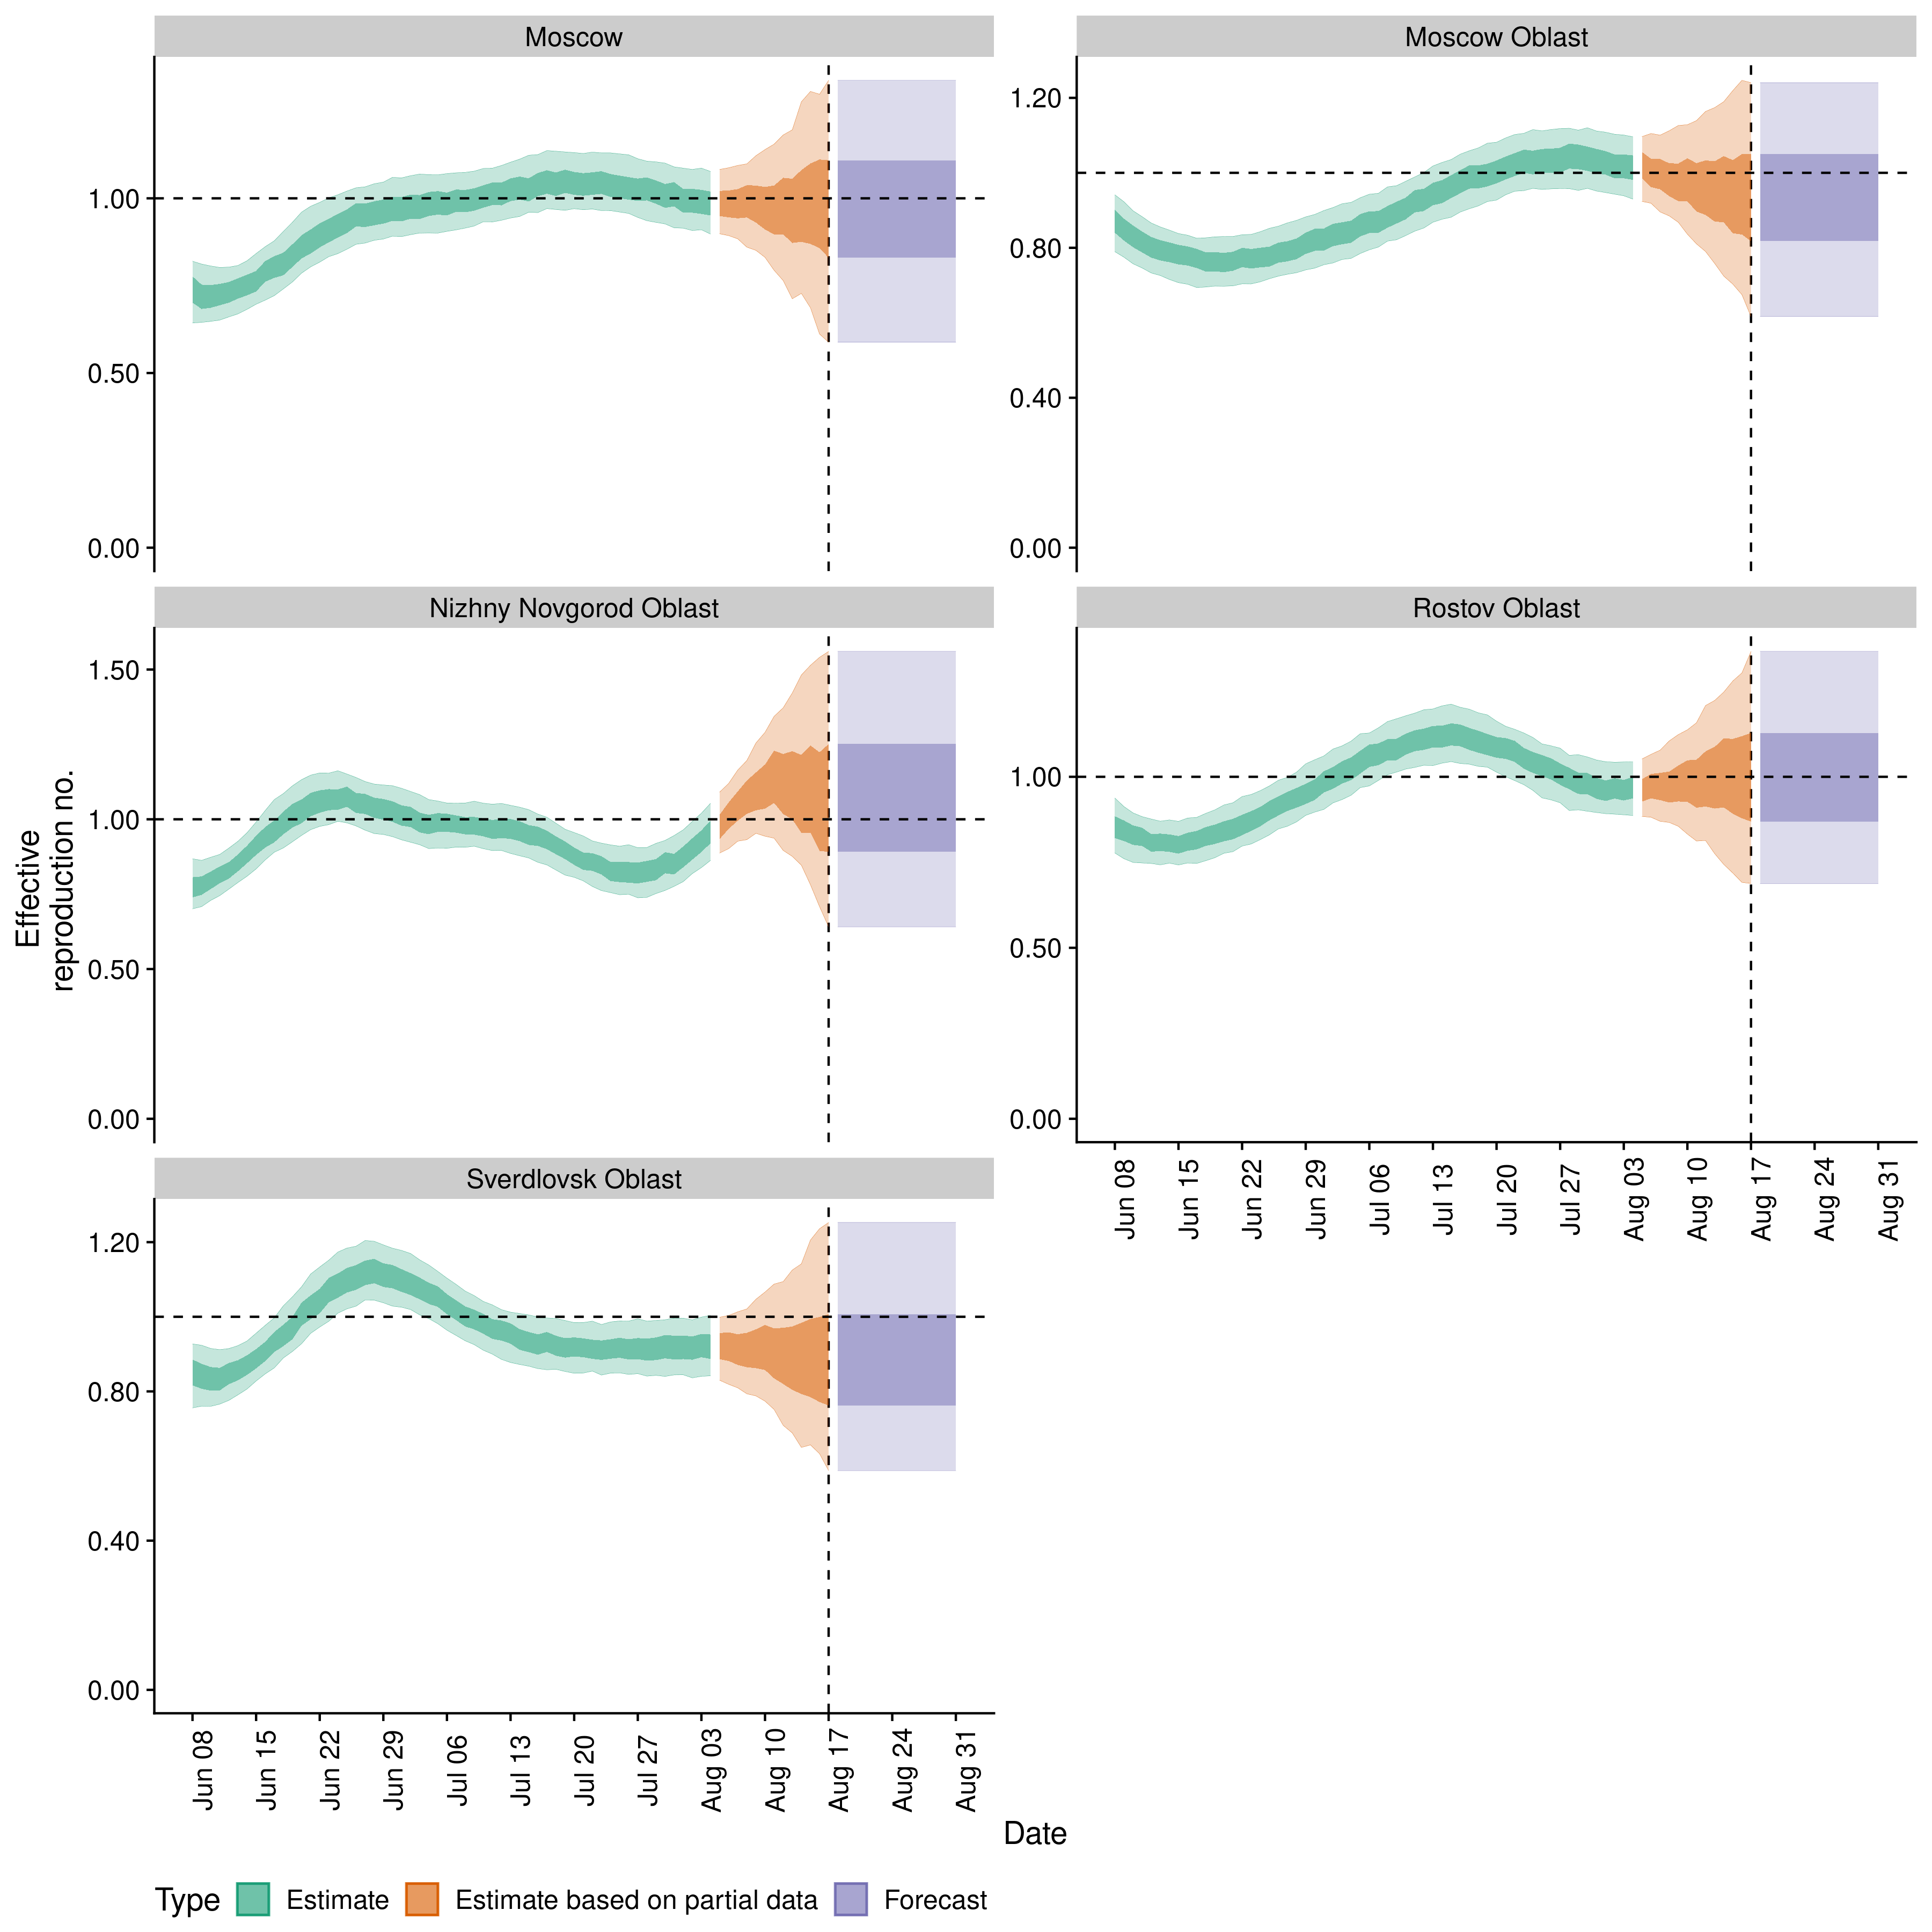 Moscow
1.00
0.50
0.00
Moscow Oblast
1.20
0.80
0.40
0.00
Nizhny Novgorod Oblast
1.50
1.00
0.50
0.00
Rostov Oblast
1.00
0.50
0.00
Jun 08
Jun 15
Jun 22
Jun 29
Jul 06
Jul 13
Jul 20
Jul 27
Aug 03
Aug 10
Aug 17
Aug 24
Aug 31
Sverdlovsk Oblast
1.20
0.80
0.40
0.00
Jun 08
Jun 15
Jun 22
Jun 29
Jul 06
Jul 13
Jul 20
Jul 27
Aug 03
Aug 10
Aug 17
Aug 24
Aug 31
Effective
reproduction no.
Date
Type Estimate Estimate based on partial data Forecast